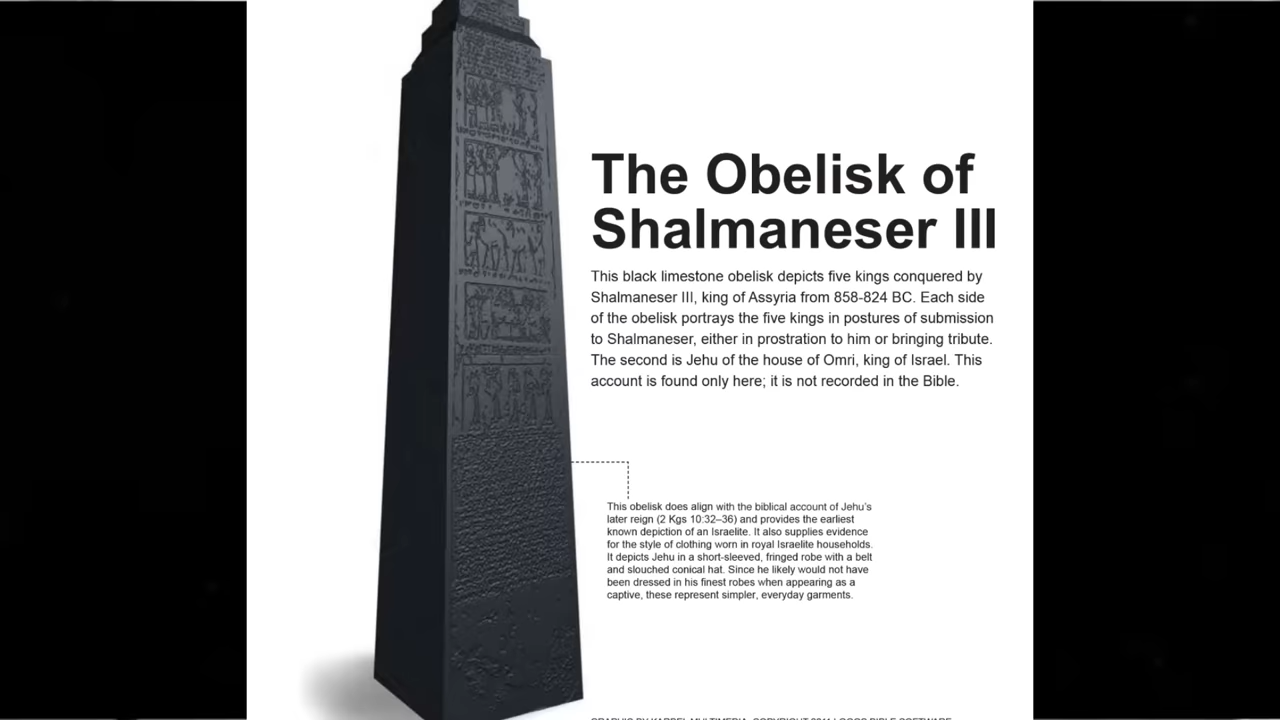 The Obelisk of
Shalmaneser III
This black limestone obelisk depicts five kings conquered by
Shalmaneser III, king of Assyria from 858-824 BC. Each side
of the obelisk portrays the five kings in postures of submission
to Shalmaneser, either in prostration to him or bringing tribute.
The second is Jehu of the house of Omri, king of Israel. This
account is found only here; it is not recorded in the Bible.
This obelisk does align with the biblical account of Jehu's
later reign (2 Kgs 10:32–36) and provides the earliest
known depiction of an Israelite. It also supplies evidence
for the style of clothing worn in royal Israelite households.
It depicts Jehu in a short-sleeved, fringed robe with a belt
and slouched conical hat. Since he likely would not have
been dressed in his finest robes when appearing as a
captive, these represent simpler, everyday garments.